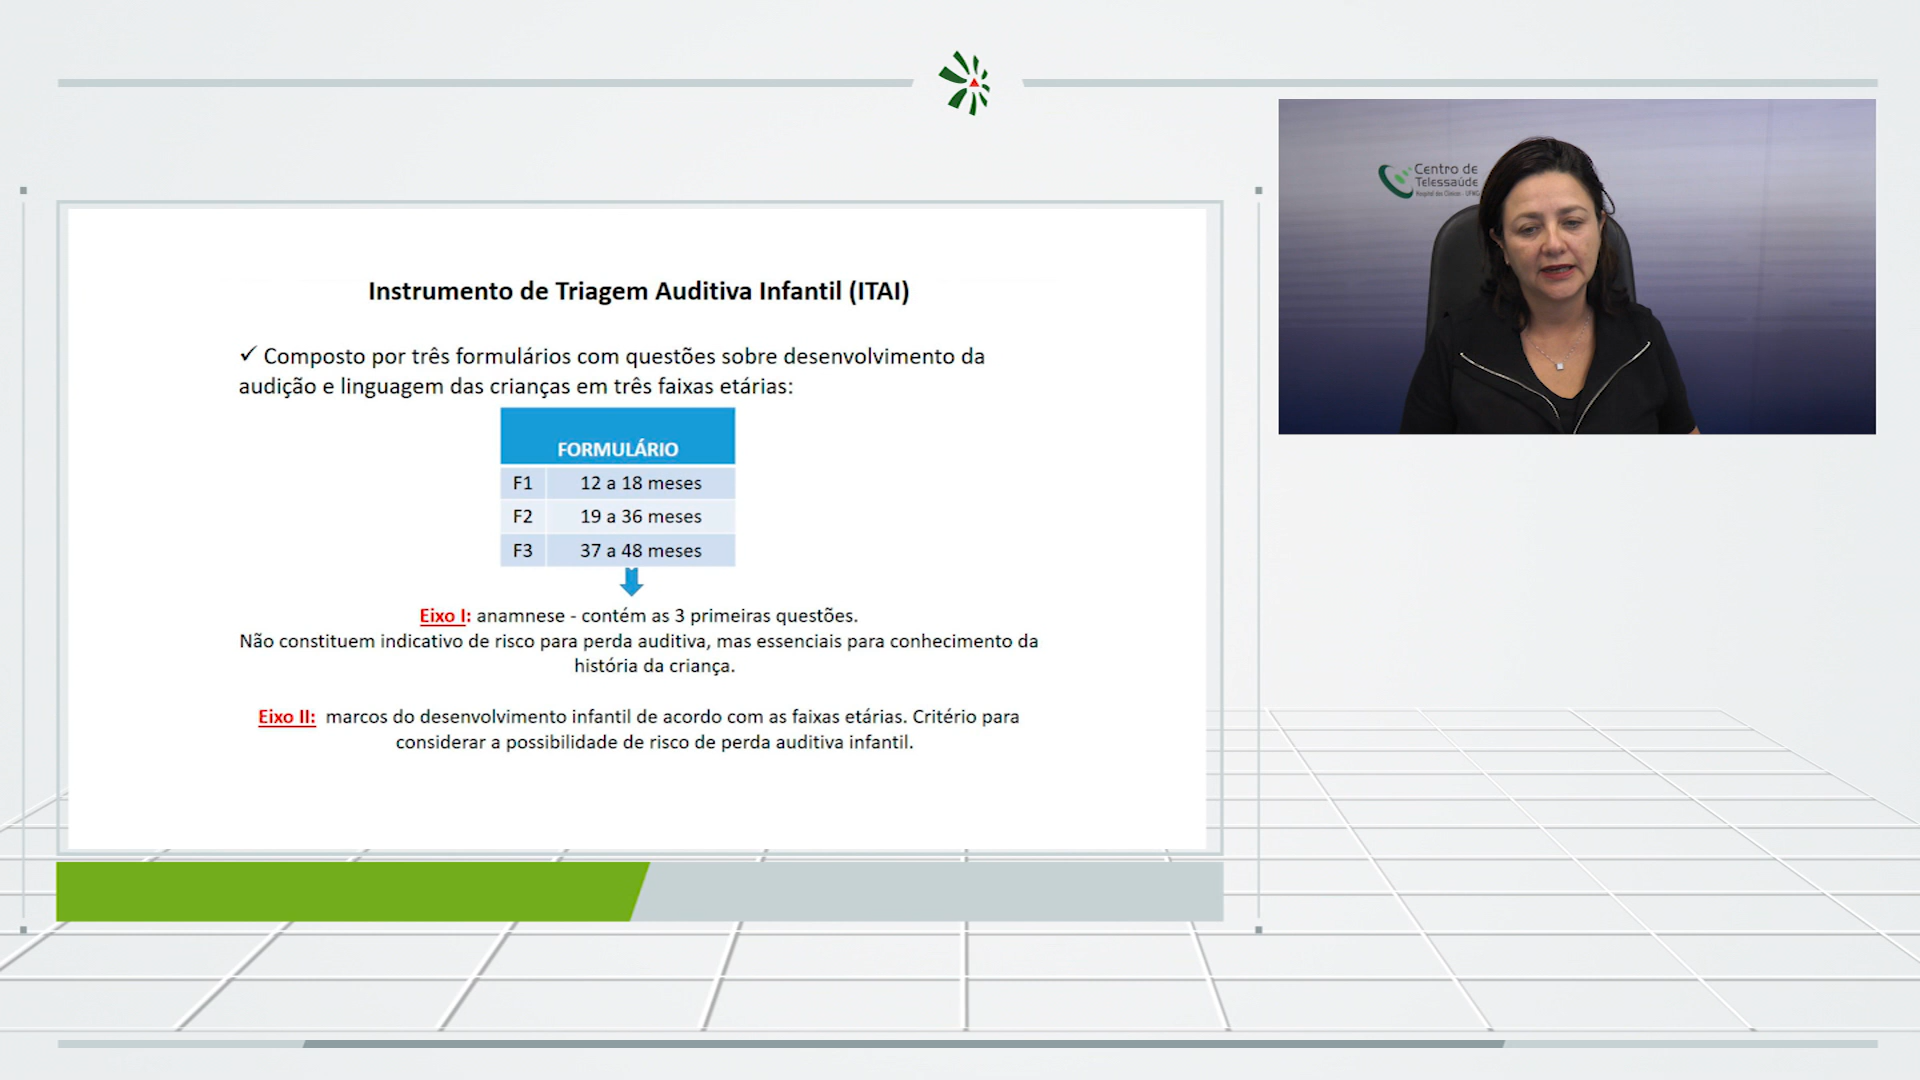 Instrumento de Triagem Auditiva Infantil (ITAI)
✓ Composto por três formulários com questões sobre desenvolvimento da
audição e linguagem das crianças em três faixas etárias:
FORMULÁRIO
F1 12 a 18 meses
F2 19 a 36 meses
F3 37 a 48 meses
Eixo I: anamnese - contém as 3 primeiras questões.
Não constituem indicativo de risco para perda auditiva, mas essenciais para conhecimento da
história da criança.
Eixo II: marcos do desenvolvimento infantil de acordo com as faixas etárias. Critério para
considerar a possibilidade de risco de perda auditiva infantil.
Centro de
Telessaúde
Hospital das Clínicas - UFMG